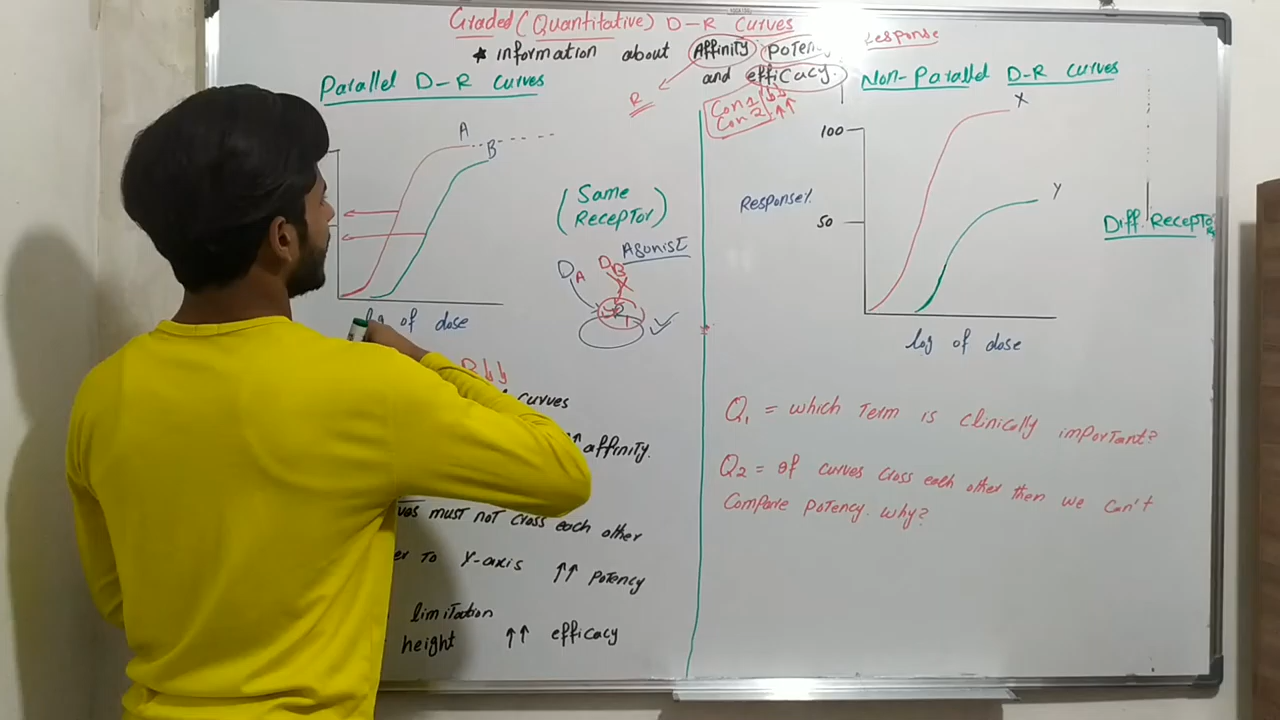 Graded (Quantitative) D-R Curves
* information about Affinity Poten Response
and efficacy.
R
Con 1 ↓↓
Con 2 ↑↑
Parallel D-R curves
A
B
(Same Receptor)
Agonist
DA DB
log of dose
B↓↓
curves
affinity.
must not cross each other
er to Y-axis ↑↑ potency
limitation
height ↑↑ efficacy
Non-Parallel D-R curves
X
100
Y
Response%
50
Diff. Receptor
log of dose
Q1 = which Term is clinically important?
Q2 = If curves cross each other then we can't
Compare potency. why?